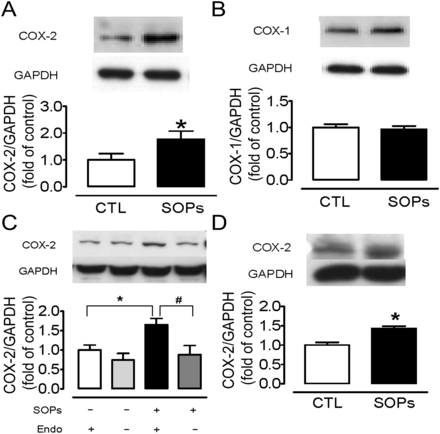 A
COX-2
GAPDH
COX-2/GAPDH
(fold of control)
2.0
1.5
1.0
0.5
0.0
*
CTL
SOPs
B
COX-1
GAPDH
COX-1/GAPDH
(fold of control)
2.0
1.5
1.0
0.5
0.0
CTL
SOPs
C
COX-2
GAPDH
COX-2/GAPDH
(fold of control)
2.0
1.5
1.0
0.5
0.0
*
#
SOPs - - + +
Endo + - + -
D
COX-2
GAPDH
COX-2/GAPDH
(fold of control)
2.0
1.5
1.0
0.5
0.0
*
CTL
SOPs